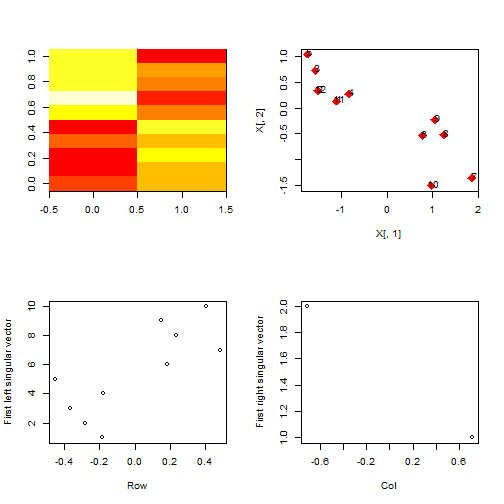 0.0 0.2 0.4 0.6 0.8 1.0
-0.5 0.0 0.5 1.0 1.5
X[, 2]
-1.5 -0.5 0.0 0.5 1.0
-1 0 1 2
X[, 1]
First left singular vector
2 4 6 8 10
-0.4 -0.2 0.0 0.2 0.4
Row
First right singular vector
1.0 1.2 1.4 1.6 1.8 2.0
-0.6 -0.2 0.2 0.6
Col